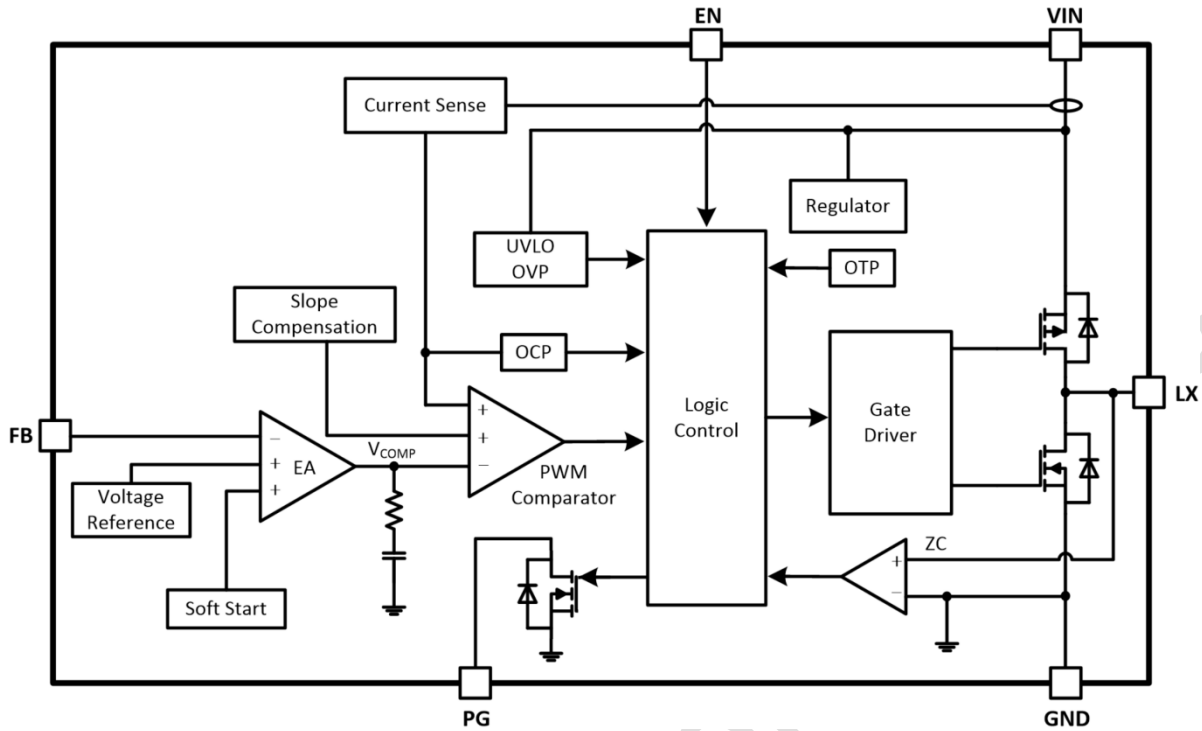 EN
VIN
Current Sense
Regulator
UVLO
OVP
OTP
Slope
Compensation
OCP
Logic
Control
Gate
Driver
LX
FB
−
+
+
EA
VCOMP
+
+
−
PWM
Comparator
Voltage
Reference
Soft Start
ZC
+
−
PG
GND